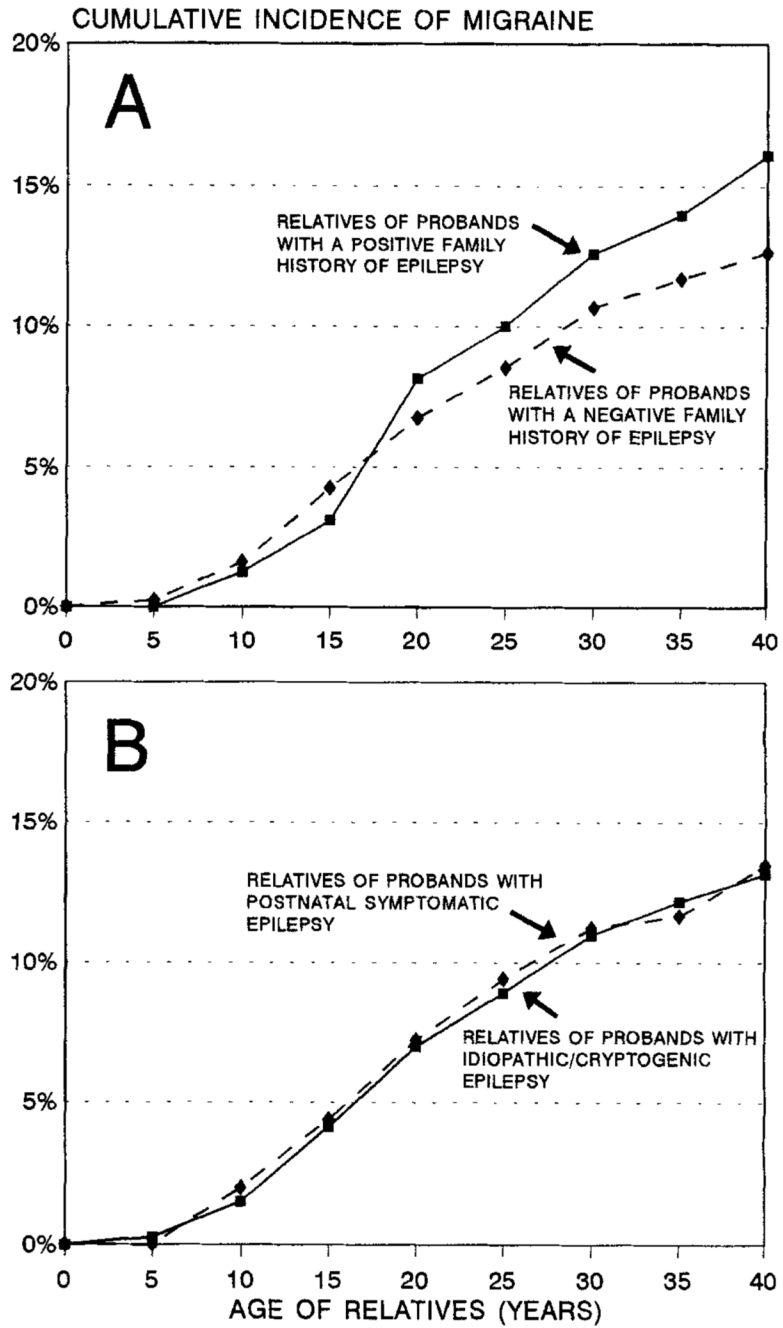 CUMULATIVE INCIDENCE OF MIGRAINE
20%
A
15%
RELATIVES OF PROBANDS
WITH A POSITIVE FAMILY
HISTORY OF EPILEPSY
10%
RELATIVES OF PROBANDS
WITH A NEGATIVE FAMILY
HISTORY OF EPILEPSY
5%
0%
0 5 10 15 20 25 30 35 40
20%
B
15%
RELATIVES OF PROBANDS WITH
POSTNATAL SYMPTOMATIC
EPILEPSY
10%
RELATIVES OF PROBANDS WITH
IDIOPATHIC/CRYPTOGENIC
EPILEPSY
5%
0%
0 5 10 15 20 25 30 35 40
AGE OF RELATIVES (YEARS)